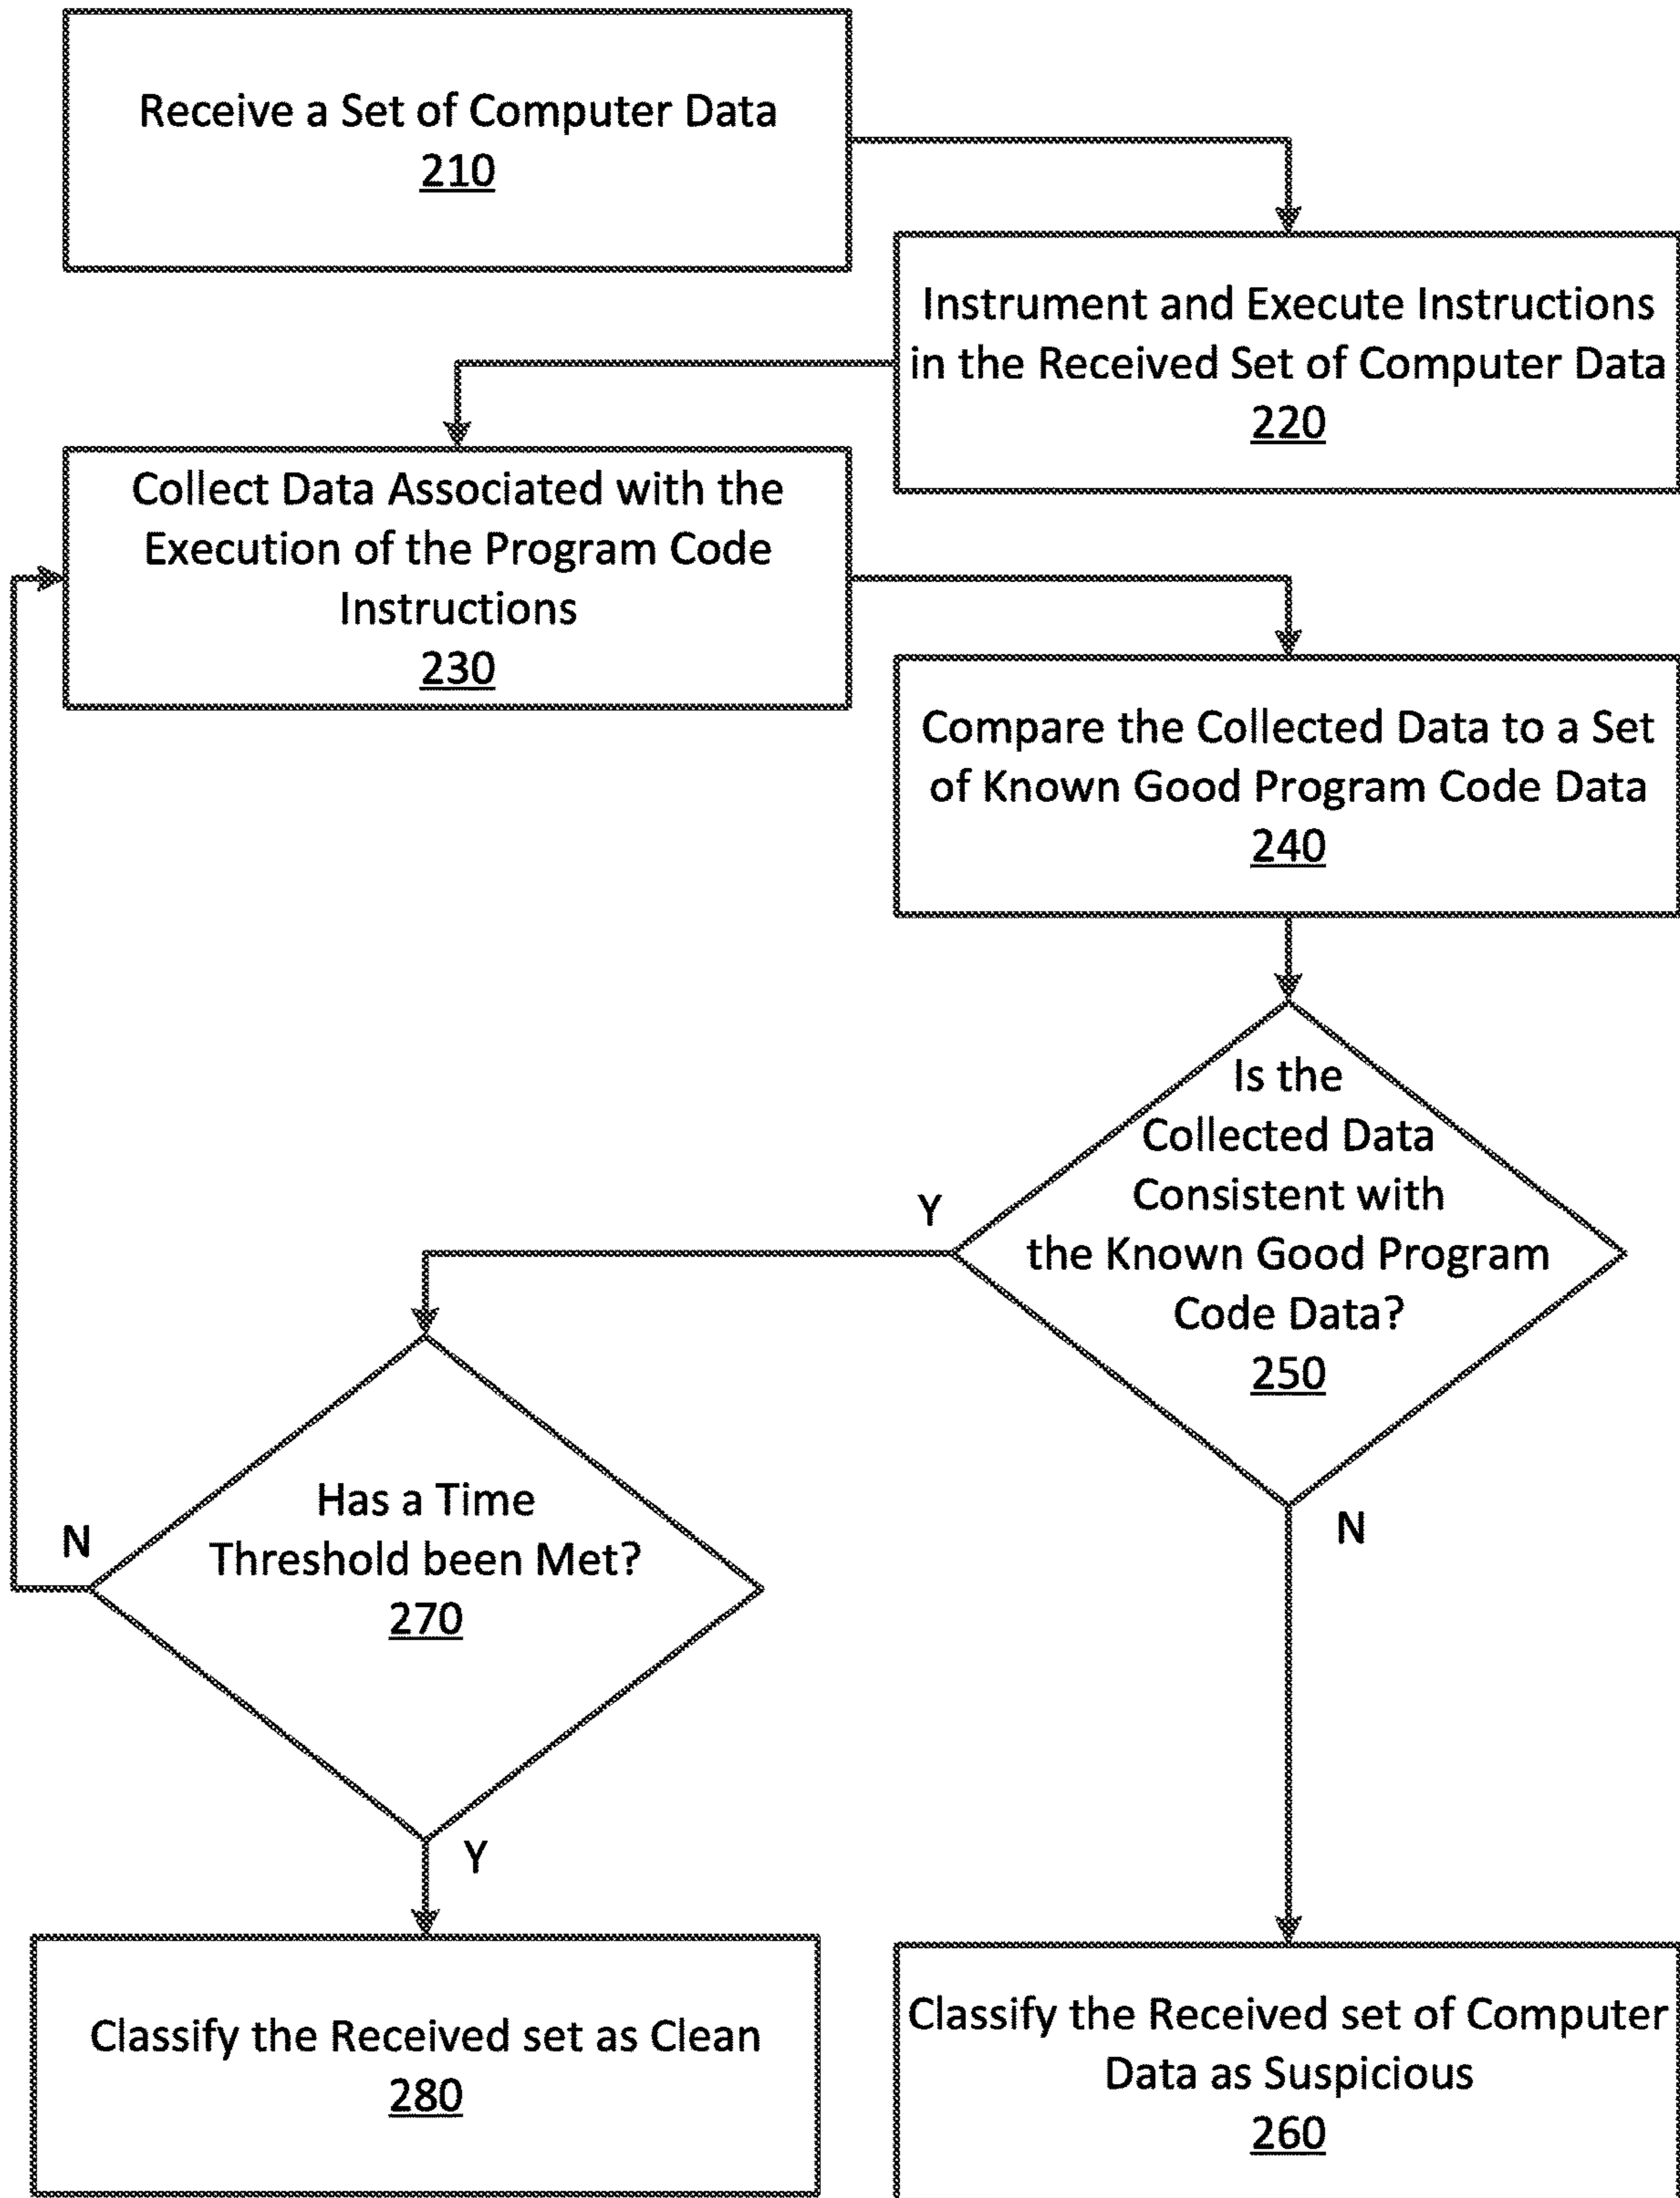 Receive a Set of Computer Data
210
Instrument and Execute Instructions
in the Received Set of Computer Data
220
Collect Data Associated with the
Execution of the Program Code
Instructions
230
Compare the Collected Data to a Set
of Known Good Program Code Data
240
Is the
Collected Data
Consistent with
the Known Good Program
Code Data?
250
Y
N
Has a Time
Threshold been Met?
270
N
Y
Classify the Received set as Clean
280
Classify the Received set of Computer
Data as Suspicious
260